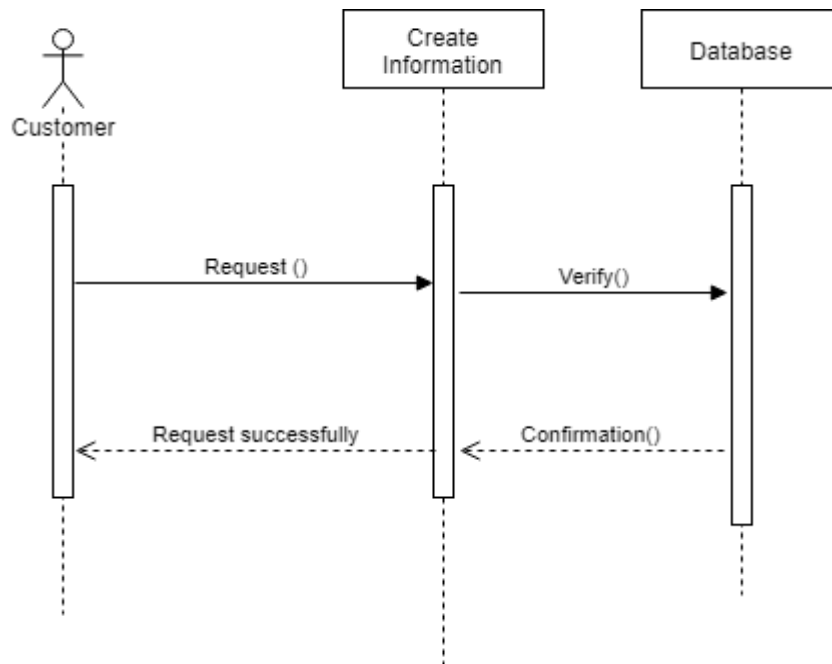 Create
Information
Database
Customer
Request ()
Verify()
Request successfully
Confirmation()